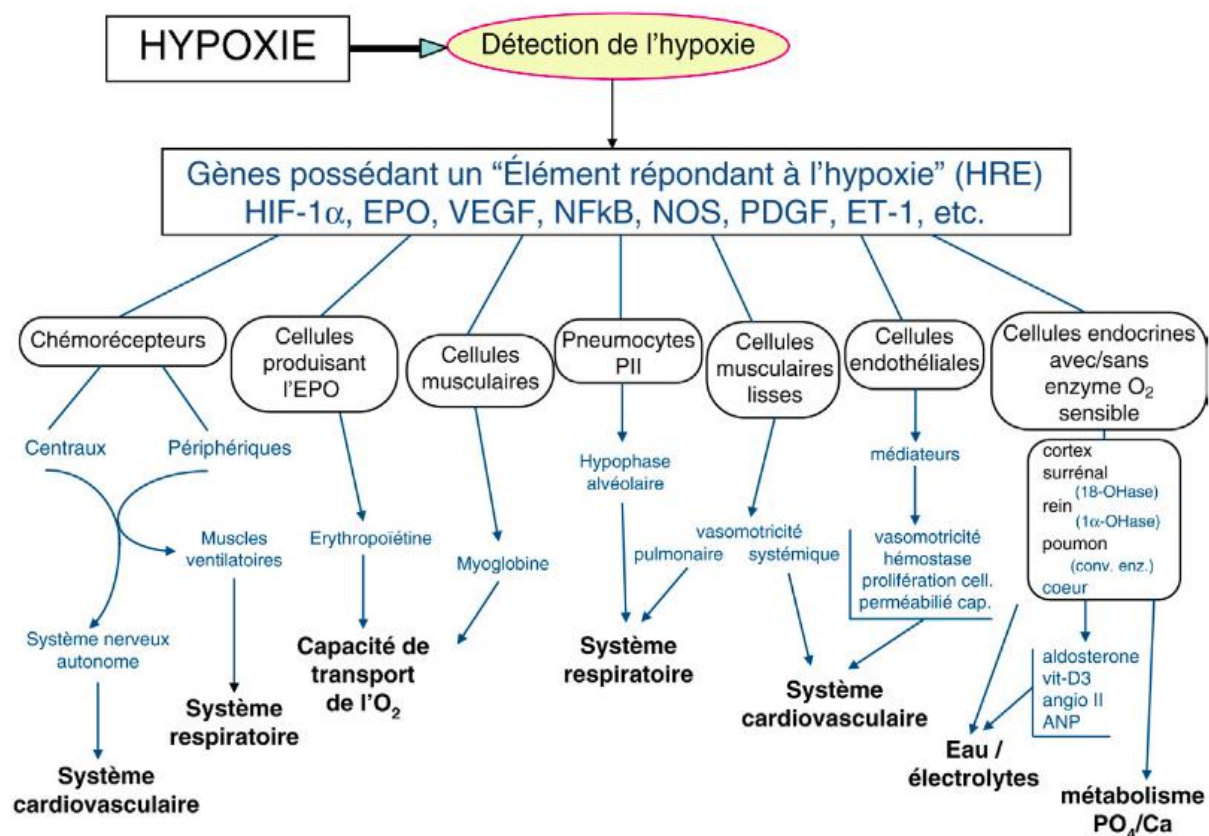 HYPOXIE
Détection de l’hypoxie
Gènes possédant un “Élément répondant à l’hypoxie” (HRE)
HIF-1α, EPO, VEGF, NFkB, NOS, PDGF, ET-1, etc.
Chémorécepteurs
Cellules
produisant
l’EPO
Cellules
musculaires
Pneumocytes
PII
Cellules
musculaires
lisses
Cellules
endothéliales
Cellules endocrines
avec/sans
enzyme O₂
sensible
Centraux
Périphériques
Muscles
ventilatoires
Système nerveux
autonome
Système
respiratoire
Système
cardiovasculaire
Erythropoïétine
Myoglobine
Capacité de
transport
de l’O₂
Hypophase
alvéolaire
vasomotricité
pulmonaire systémique
Système
respiratoire
médiateurs
vasomotricité
hémostase
prolifération cell.
perméabilié cap.
Système
cardiovasculaire
cortex
surrénal
(18-OHase)
rein
(1α-OHase)
poumon
(conv. enz.)
coeur
aldosterone
vit-D3
angio II
ANP
Eau /
électrolytes
métabolisme
PO₄/Ca